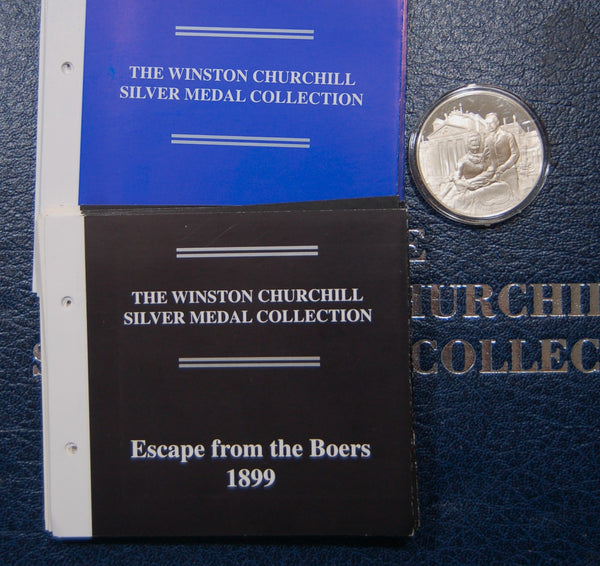 THE WINSTON CHURCHILL
SILVER MEDAL COLLECTION
THE WINSTON CHURCHILL
SILVER MEDAL COLLECTION
Escape from the Boers
1899